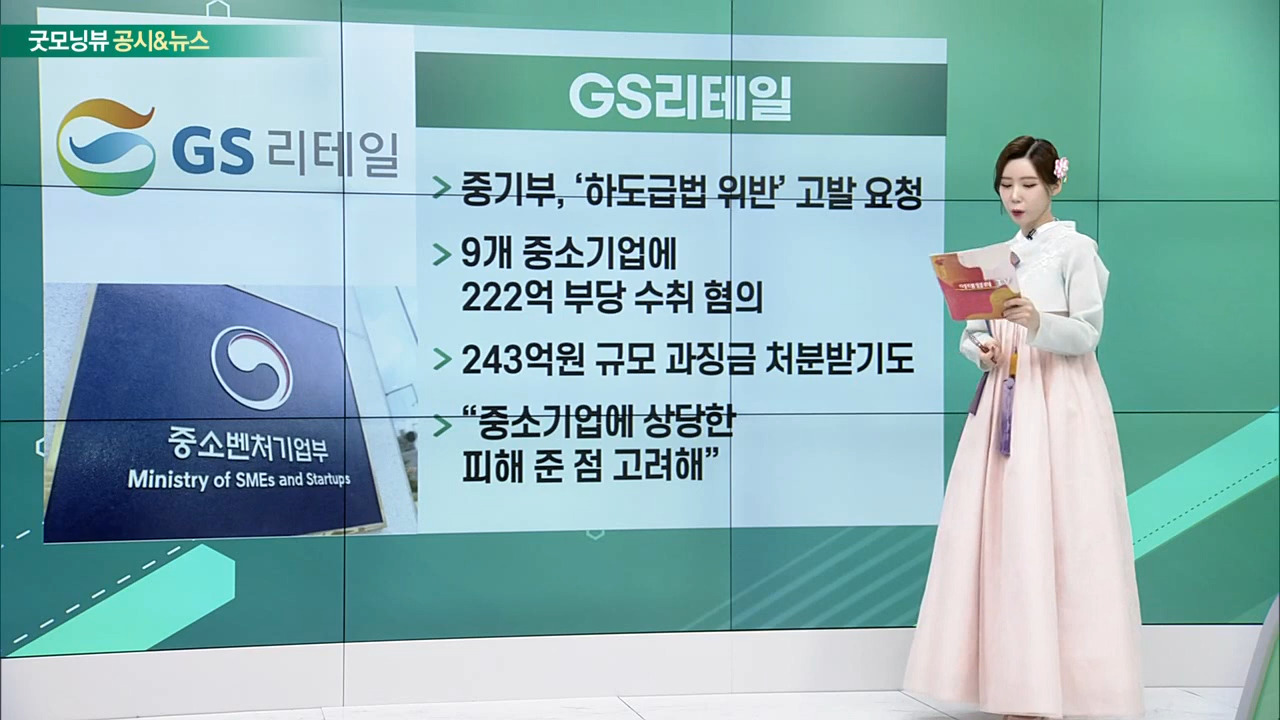 굿모닝뷰 공시&뉴스
GS리테일
GS 리테일
중기부, ‘하도급법 위반’ 고발 요청
9개 중소기업에
222억 부당 수취 혐의
243억원 규모 과징금 처분받기도
“중소기업에 상당한
피해 준 점 고려해”
중소벤처기업부
Ministry of SMEs and Startups